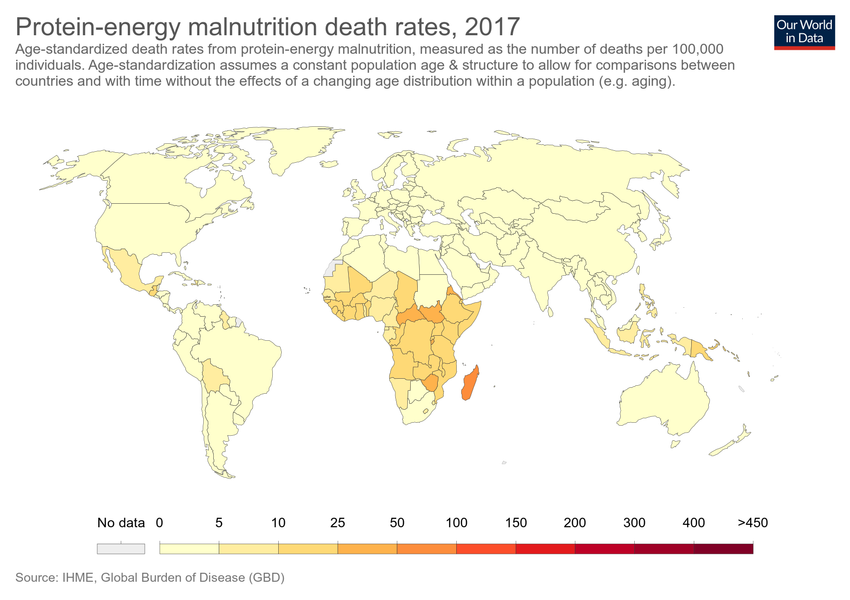 Protein-energy malnutrition death rates, 2017
Our World
in Data
Age-standardized death rates from protein-energy malnutrition, measured as the number of deaths per 100,000
individuals. Age-standardization assumes a constant population age & structure to allow for comparisons between
countries and with time without the effects of a changing age distribution within a population (e.g. aging).
No data 0 5 10 25 50 100 150 200 300 400 >450
Source: IHME, Global Burden of Disease (GBD)